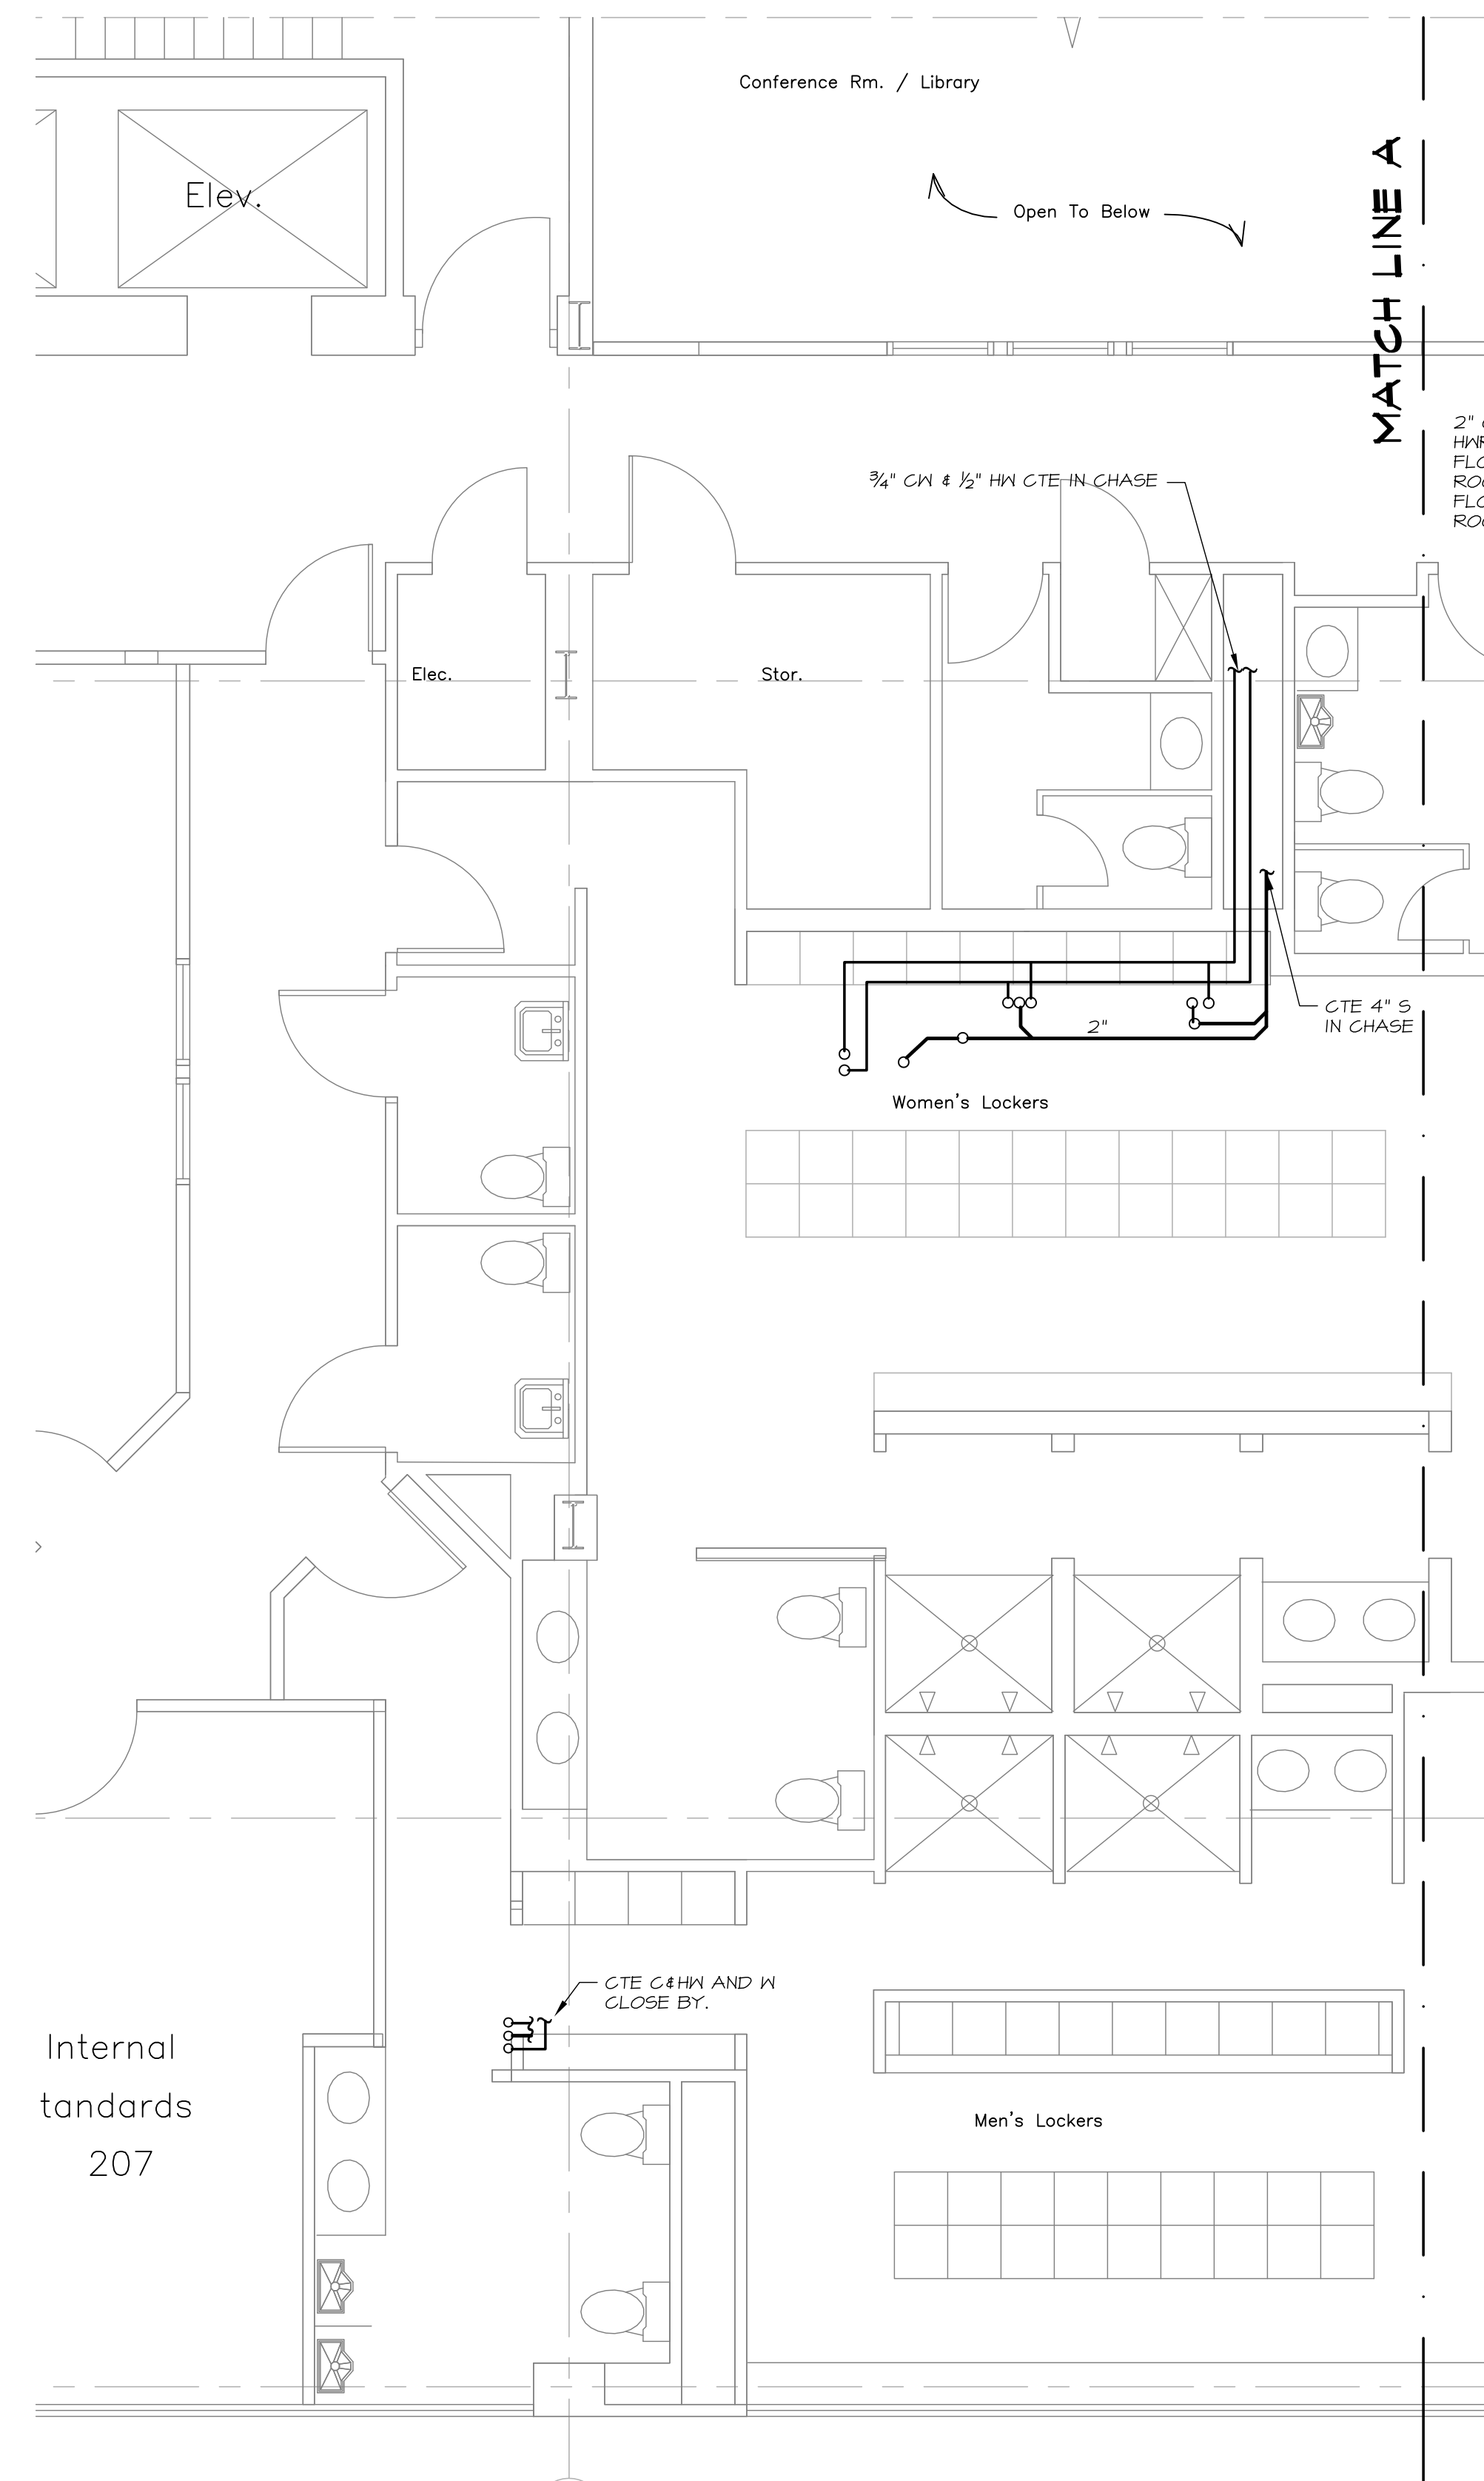 Conference Rm. / Library
Elev.
Open To Below
MATCH LINE A
2"
¾" CW & ½" HW CTE IN CHASE
Elec.
Stor.
CTE 4" S
IN CHASE
2"
Women's Lockers
CTE C&HW AND W
CLOSE BY.
Internal
tandards
207
Men's Lockers